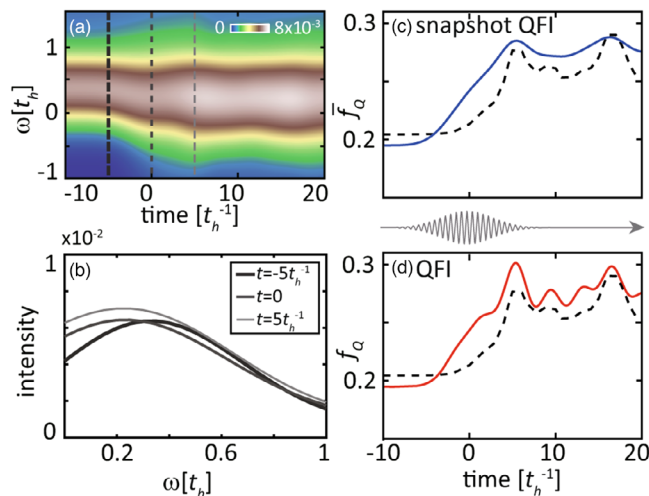 (a)
0 8x10⁻³
ω[tₕ]
1
0
-1
-10 0 10 20
time [tₕ⁻¹]
x10⁻²
(b)
1
0
intensity
t=-5tₕ⁻¹
t=0
t=5tₕ⁻¹
0.2 0.6 1
ω[tₕ]
(c) snapshot QFI
0.3
0.2
f̄_Q
(d) QFI
0.3
0.2
f_Q
-10 0 10 20
time [tₕ⁻¹]